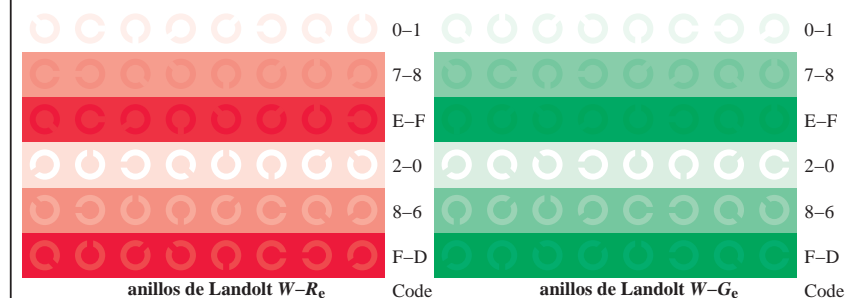 0–1 0–1
7–8 7–8
E–F E–F
2–0 2–0
8–6 8–6
F–D F–D
anillos de Landolt W–Re Code anillos de Landolt W–Ge Code